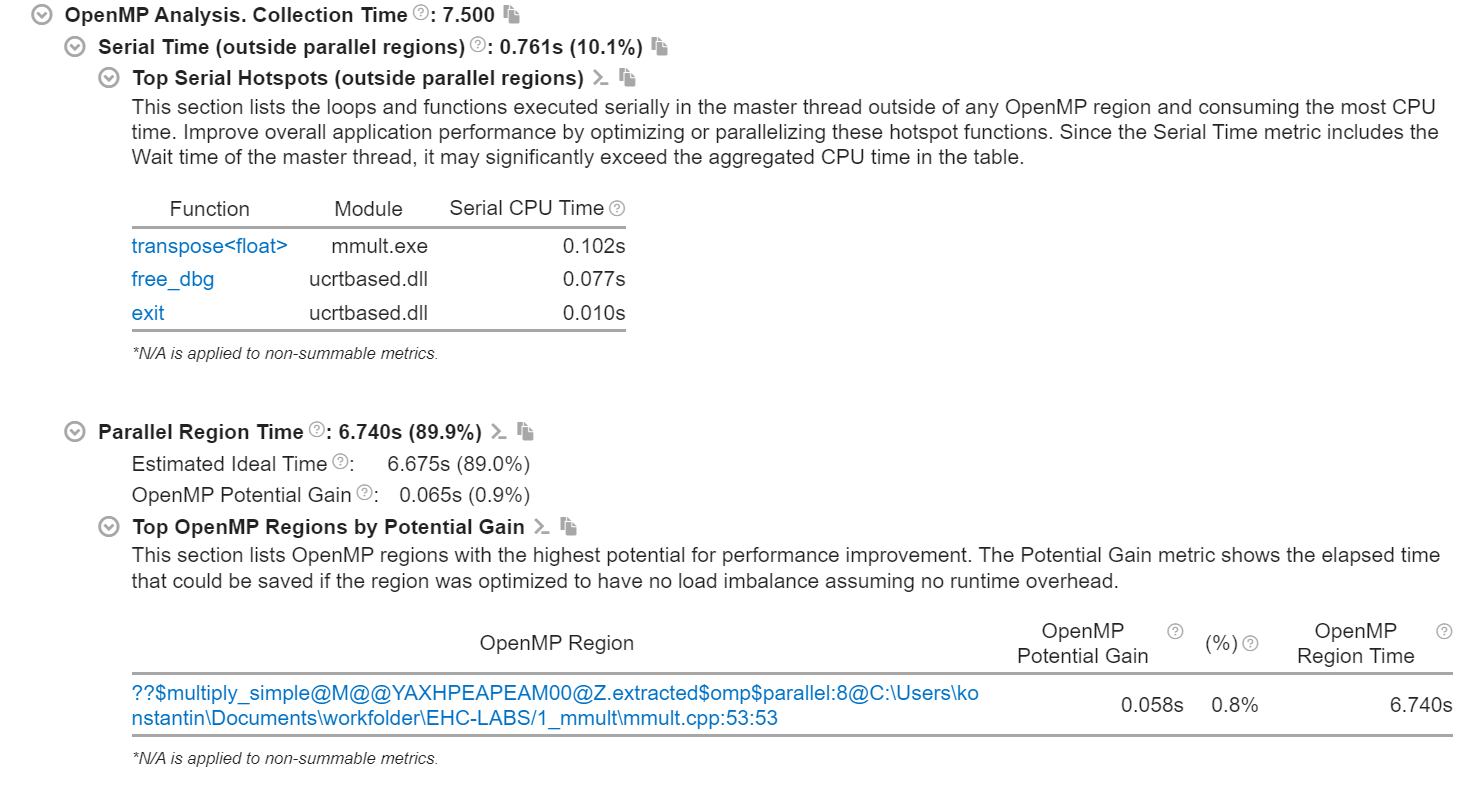 OpenMP Analysis. Collection Time ?: 7.500
Serial Time (outside parallel regions) ?: 0.761s (10.1%)
Top Serial Hotspots (outside parallel regions)
This section lists the loops and functions executed serially in the master thread outside of any OpenMP region and consuming the most CPU
time. Improve overall application performance by optimizing or parallelizing these hotspot functions. Since the Serial Time metric includes the
Wait time of the master thread, it may significantly exceed the aggregated CPU time in the table.
Function Module Serial CPU Time ?
transpose<float> mmult.exe 0.102s
free_dbg ucrtbased.dll 0.077s
exit ucrtbased.dll 0.010s
*N/A is applied to non-summable metrics.
Parallel Region Time ?: 6.740s (89.9%)
Estimated Ideal Time ?: 6.675s (89.0%)
OpenMP Potential Gain ?: 0.065s (0.9%)
Top OpenMP Regions by Potential Gain
This section lists OpenMP regions with the highest potential for performance improvement. The Potential Gain metric shows the elapsed time
that could be saved if the region was optimized to have no load imbalance assuming no runtime overhead.
OpenMP Region OpenMP Potential Gain ? (%) ? OpenMP Region Time ?
??$multiply_simple@M@@YAXHPEAPEAM00@Z.extracted$omp$parallel:8@C:\Users\ko
nstantin\Documents\workfolder\EHC-LABS/1_mmult\mmult.cpp:53:53 0.058s 0.8% 6.740s
*N/A is applied to non-summable metrics.